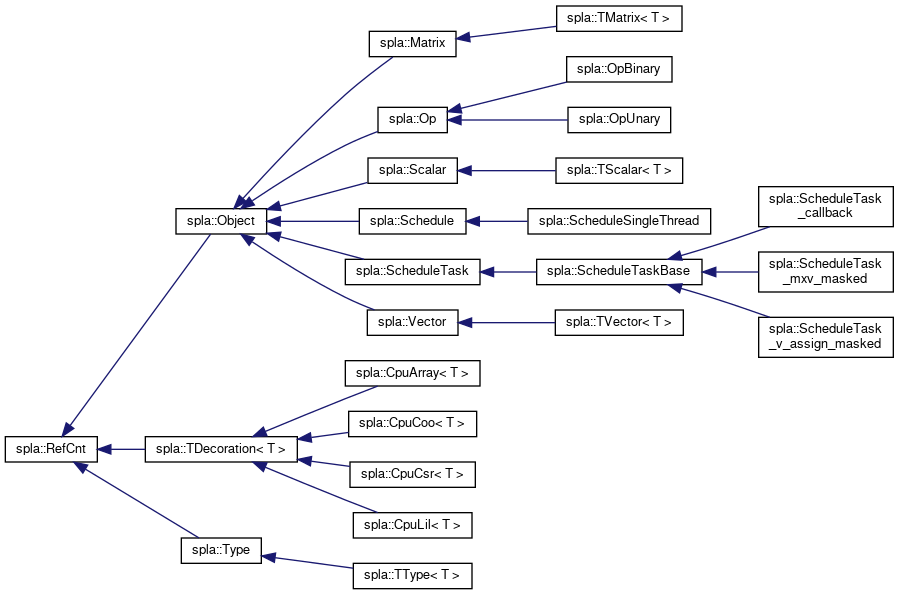 spla::TMatrix< T >
spla::Matrix
spla::OpBinary
spla::Op
spla::OpUnary
spla::Scalar
spla::TScalar< T >
spla::ScheduleTask
_callback
spla::Object
spla::Schedule
spla::ScheduleSingleThread
spla::ScheduleTask
spla::ScheduleTaskBase
spla::ScheduleTask
_mxv_masked
spla::Vector
spla::TVector< T >
spla::ScheduleTask
_v_assign_masked
spla::CpuArray< T >
spla::CpuCoo< T >
spla::RefCnt
spla::TDecoration< T >
spla::CpuCsr< T >
spla::CpuLil< T >
spla::Type
spla::TType< T >